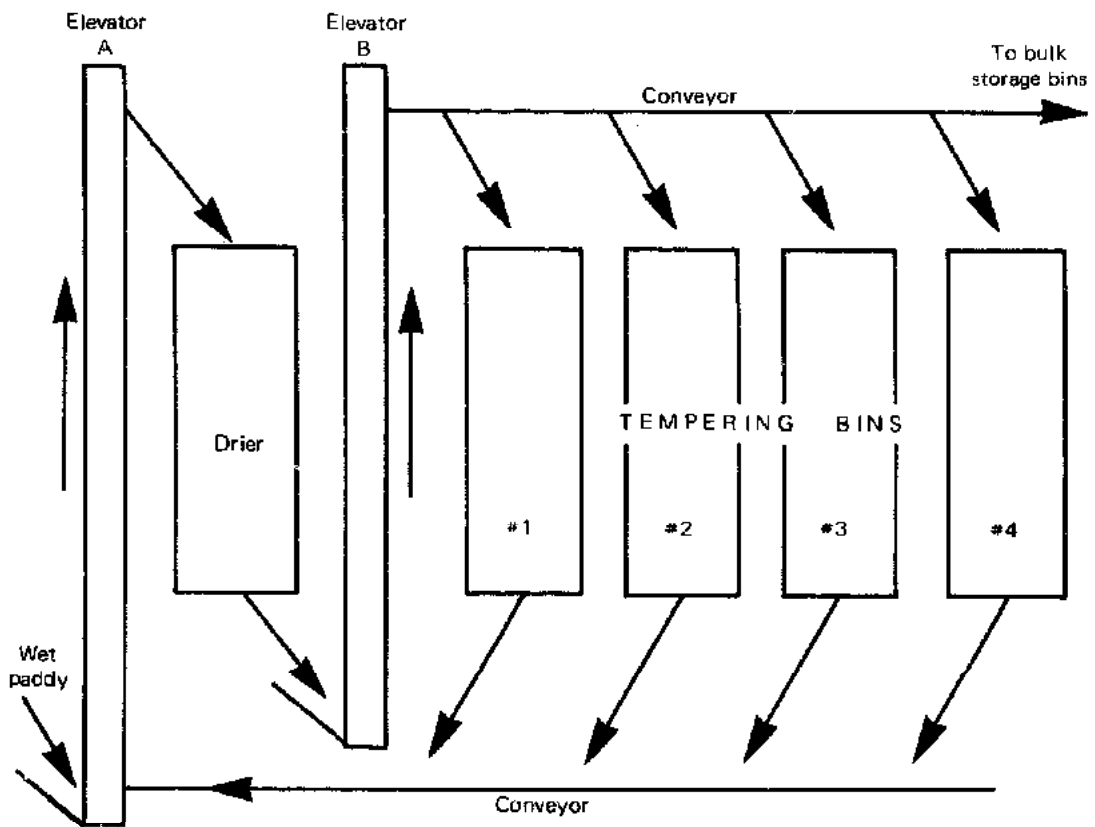 Elevator
A
Elevator
B
To bulk
storage bins
Conveyor
Drier
TEMPERING BINS
#1
#2
#3
#4
Wet
paddy
Conveyor